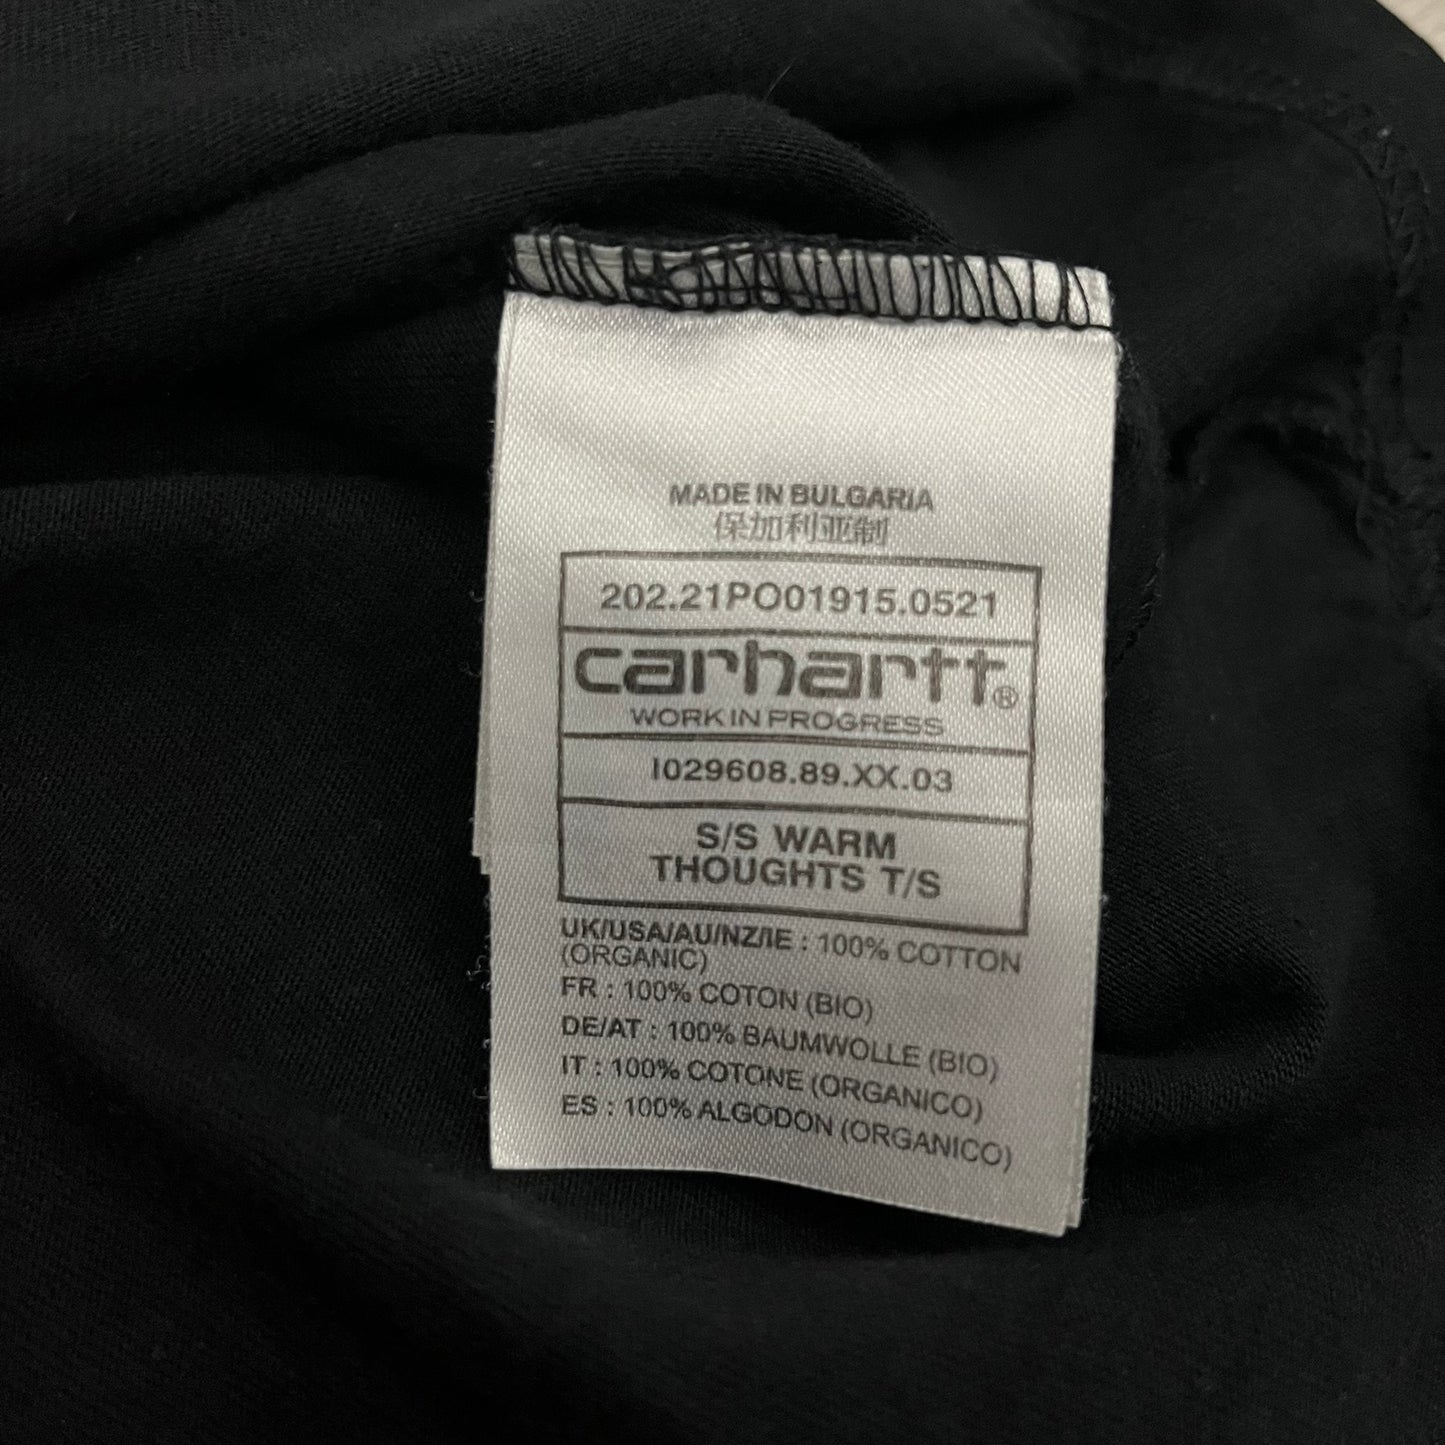 MADE IN BULGARIA
保加利亚制
202.21PO01915.0521
carhartt®
WORK IN PROGRESS
I029608.89.XX.03
S/S WARM
THOUGHTS T/S
UK/USA/AU/NZ/IE : 100% COTTON
(ORGANIC)
FR : 100% COTON (BIO)
DE/AT : 100% BAUMWOLLE (BIO)
IT : 100% COTONE (ORGANICO)
ES : 100% ALGODON (ORGANICO)